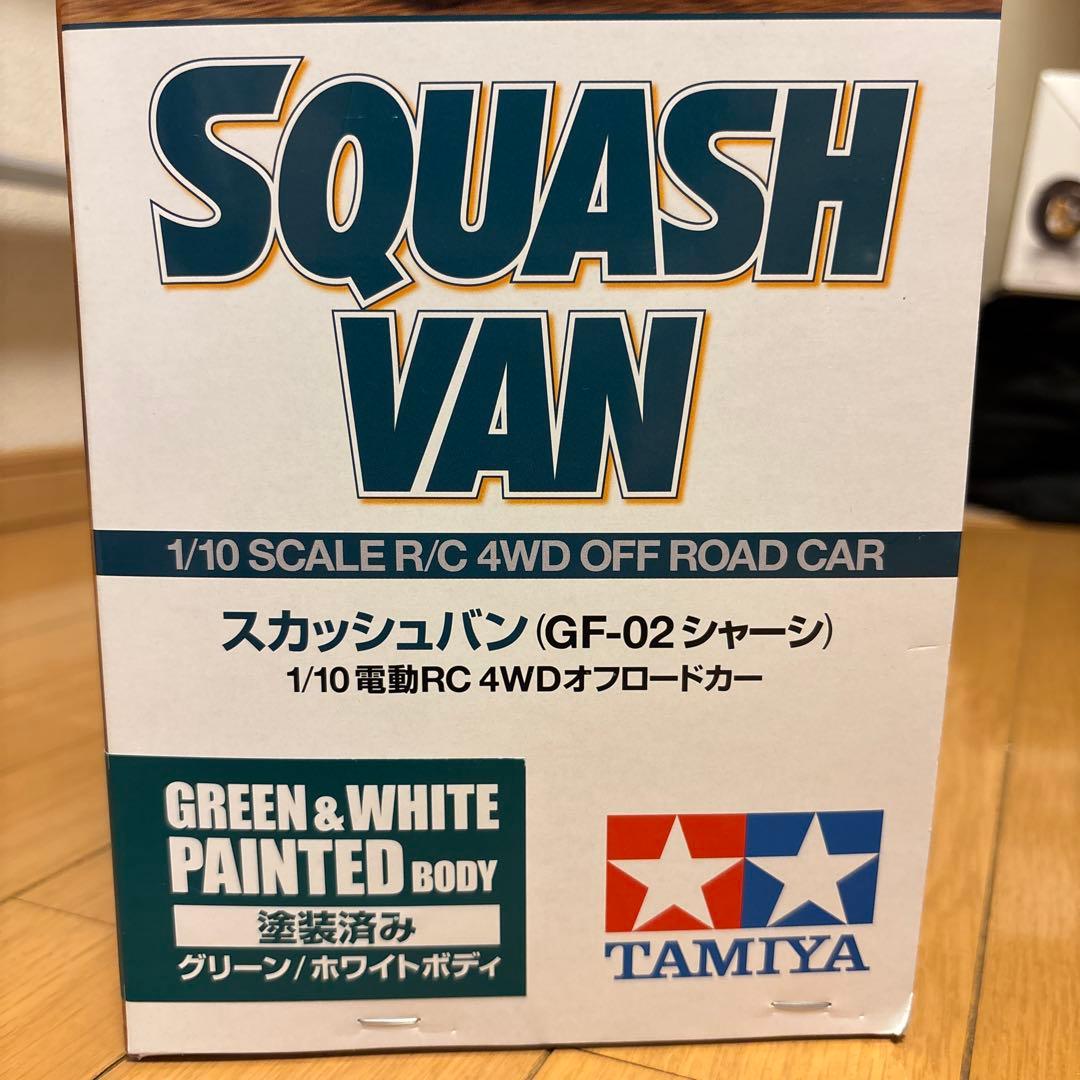 SQUASH
VAN
1/10 SCALE R/C 4WD OFF ROAD CAR
スカッシュバン(GF-02シャーシ)
1/10電動RC 4WDオフロードカー
GREEN & WHITE
PAINTED BODY
塗装済み
グリーン/ホワイトボディ
TAMIYA